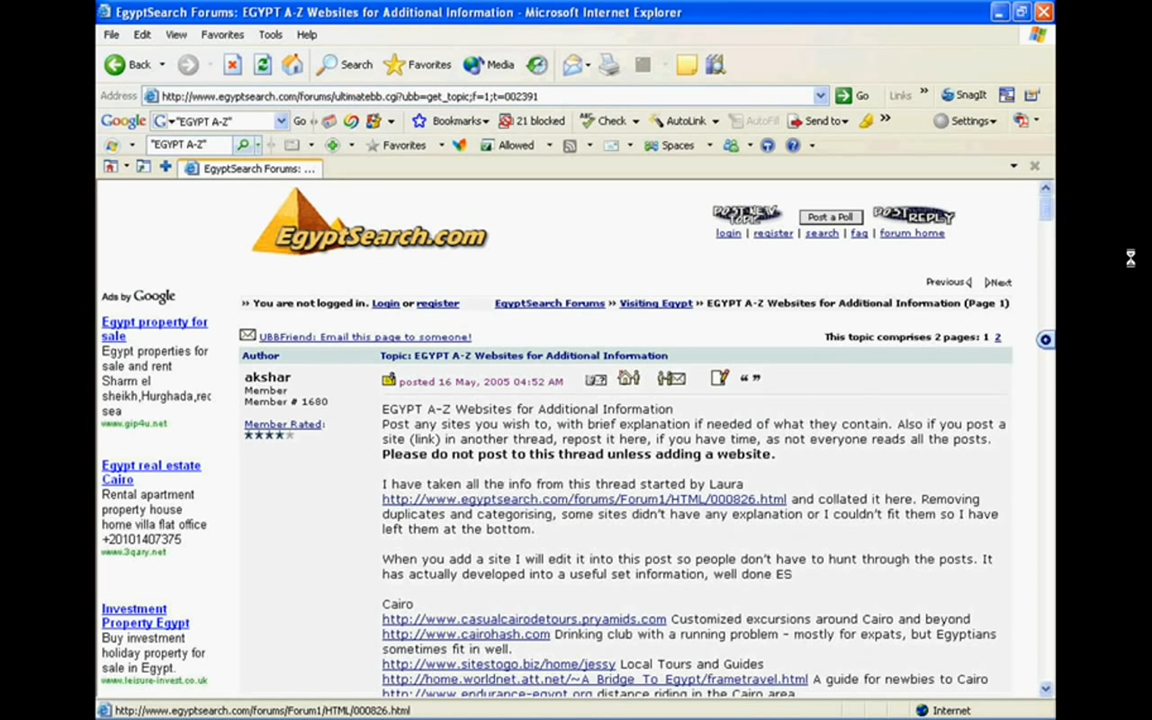 EgyptSearch Forums: EGYPT A-Z Websites for Additional Information - Microsoft Internet Explorer
File Edit View Favorites Tools Help
Back Search Favorites Media
Address http://www.egyptsearch.com/forums/ultimatebb.cgi?ubb=get_topic;f=1;t=002391 Go Links » SnagIt
Google "EGYPT A-Z" Go Bookmarks 21 blocked Check AutoLink AutoFill Send to » Settings
"EGYPT A-Z" Favorites Allowed Spaces
EgyptSearch Forums: ...
EgyptSearch.com
POST NEW TOPIC Post a Poll POST REPLY
login | register | search | faq | forum home
Previous Next
»» You are not logged in. Login or register EgyptSearch Forums »» Visiting Egypt »» EGYPT A-Z Websites for Additional Information (Page 1)
UBBFriend: Email this page to someone! This topic comprises 2 pages: 1 2
Author Topic: EGYPT A-Z Websites for Additional Information
akshar
Member
Member # 1680
Member Rated:
posted 16 May, 2005 04:52 AM
EGYPT A-Z Websites for Additional Information
Post any sites you wish to, with brief explanation if needed of what they contain. Also if you post a
site (link) in another thread, repost it here, if you have time, as not everyone reads all the posts.
Please do not post to this thread unless adding a website.
I have taken all the info from this thread started by Laura
http://www.egyptsearch.com/forums/Forum1/HTML/000826.html and collated it here. Removing
duplicates and categorising, some sites didn't have any explanation or I couldn't fit them so I have
left them at the bottom.
When you add a site I will edit it into this post so people don't have to hunt through the posts. It
has actually developed into a useful set information, well done ES
Cairo
http://www.casualcairodetours.pryamids.com Customized excursions around Cairo and beyond
http://www.cairohash.com Drinking club with a running problem - mostly for expats, but Egyptians
sometimes fit in well.
http://www.sitestogo.biz/home/jessy Local Tours and Guides
http://home.worldnet.att.net/~A_Bridge_To_Egypt/frametravel.html A guide for newbies to Cairo
http://www.endurance-egypt.org distance riding in the Cairo area
Ads by Google
Egypt property for
sale
Egypt properties for
sale and rent
Sharm el
sheikh,Hurghada,rec
sea
www.gip4u.net
Egypt real estate
Cairo
Rental apartment
property house
home villa flat office
+20101407375
www.3qary.net
Investment
Property Egypt
Buy investment
holiday property for
sale in Egypt.
www.leisure-invest.co.uk
http://www.egyptsearch.com/forums/Forum1/HTML/000826.html Internet